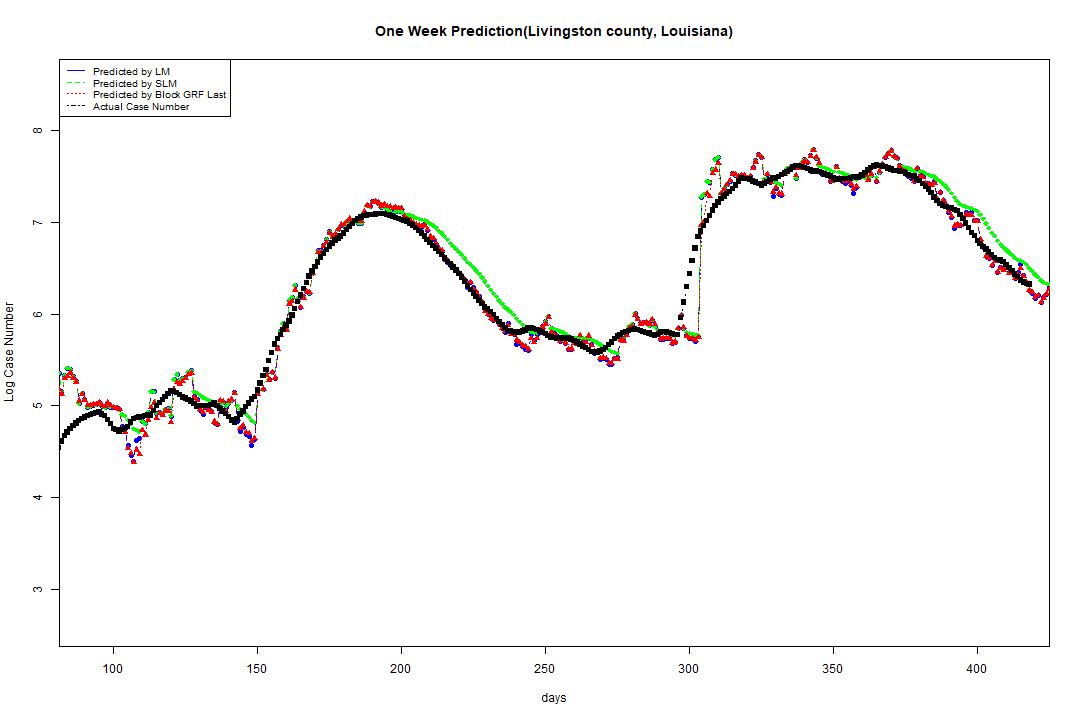 One Week Prediction(Livingston county, Louisiana)
Predicted by LM
Predicted by SLM
Predicted by Block GRF Last
Actual Case Number
8
7
6
5
4
3
Log Case Number
100 150 200 250 300 350 400
days